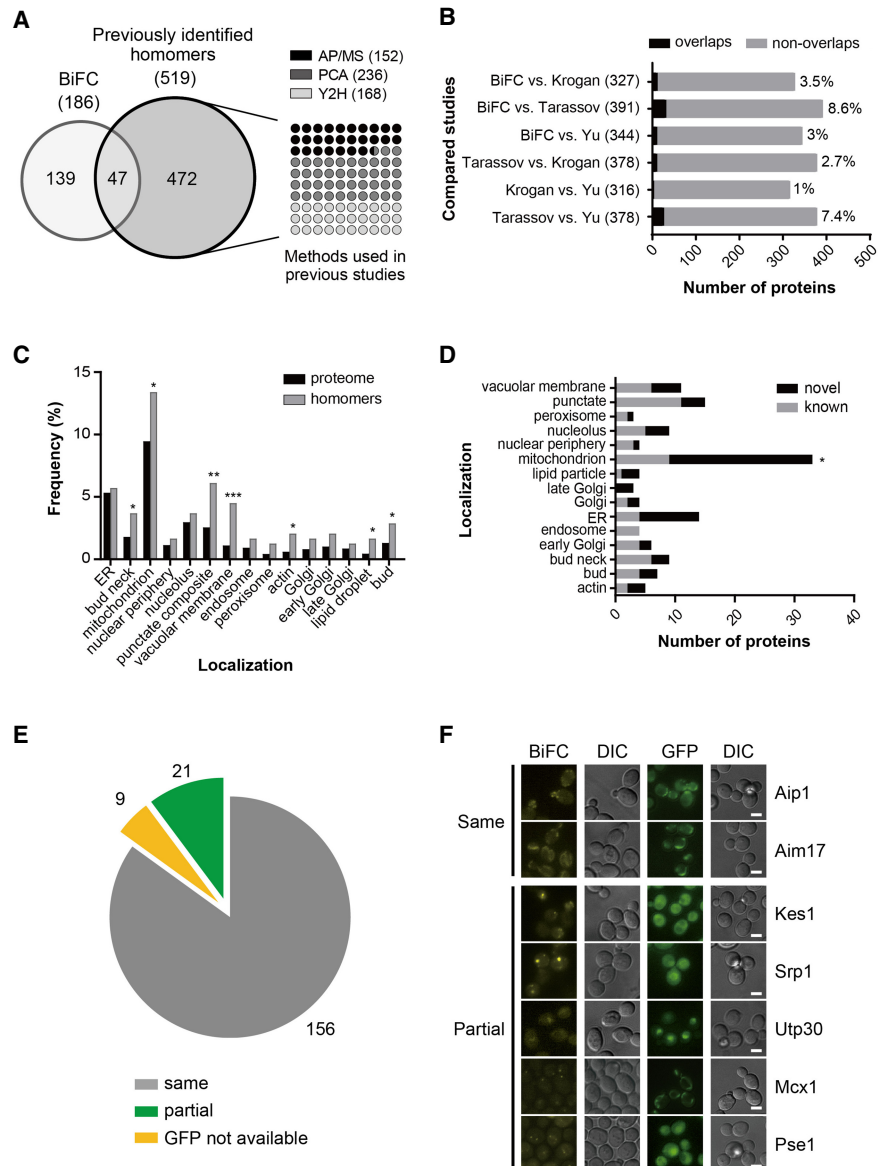 A
Previously identified
homomers
(519)
BiFC
(186)
AP/MS (152)
PCA (236)
Y2H (168)
139
47
472
Methods used in
previous studies
B
overlaps
non-overlaps
Compared studies
BiFC vs. Krogan (327)
3.5%
BiFC vs. Tarassov (391)
8.6%
BiFC vs. Yu (344)
3%
Tarassov vs. Krogan (378)
2.7%
Krogan vs. Yu (316)
1%
Tarassov vs. Yu (378)
7.4%
0
100
200
300
400
500
Number of proteins
C
Frequency (%)
15
10
5
0
proteome
homomers
*
*
**
***
*
*
*
ER
bud neck
mitochondrion
nuclear periphery
nucleolus
punctate composite
vacuolar membrane
endosome
peroxisome
actin
Golgi
early Golgi
late Golgi
lipid droplet
bud
Localization
D
novel
known
Localization
vacuolar membrane
punctate
peroxisome
nucleolus
nuclear periphery
mitochondrion
*
lipid particle
late Golgi
Golgi
ER
endosome
early Golgi
bud neck
bud
actin
0
10
20
30
40
Number of proteins
E
21
9
156
same
partial
GFP not available
F
BiFC DIC GFP DIC
Same
Aip1
Aim17
Partial
Kes1
Srp1
Utp30
Mcx1
Pse1